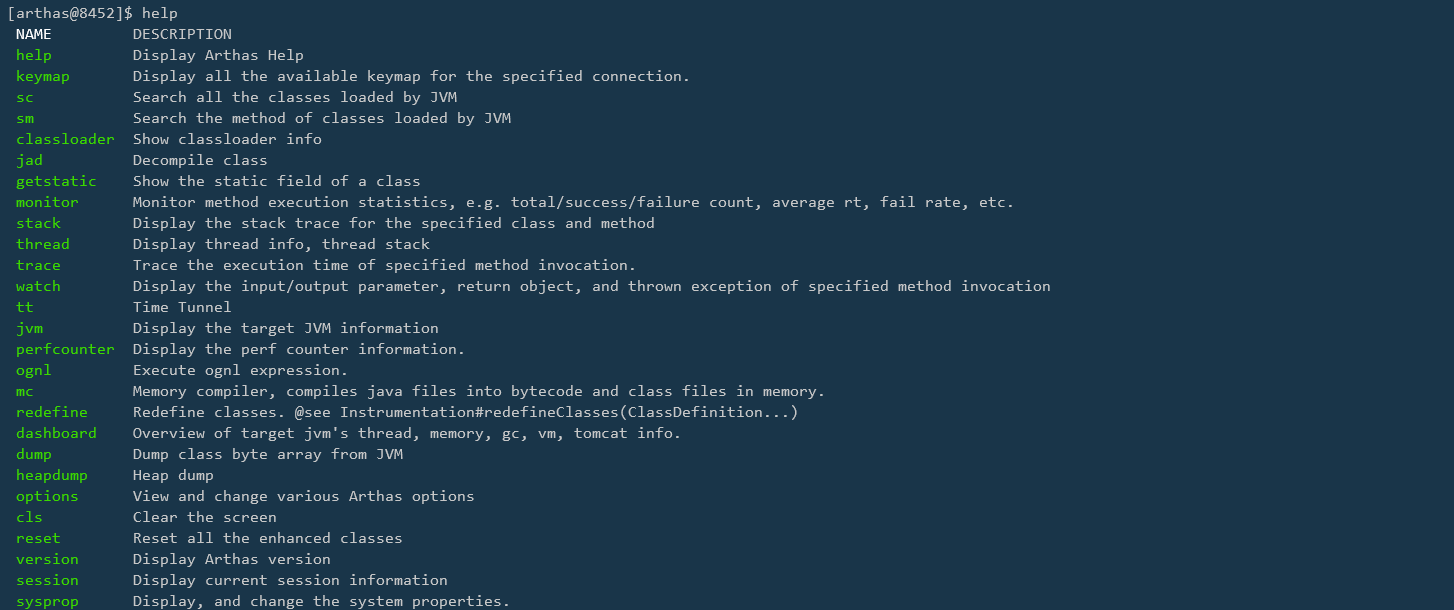 [arthas@8452]$ help
NAME DESCRIPTION
help Display Arthas Help
keymap Display all the available keymap for the specified connection.
sc Search all the classes loaded by JVM
sm Search the method of classes loaded by JVM
classloader Show classloader info
jad Decompile class
getstatic Show the static field of a class
monitor Monitor method execution statistics, e.g. total/success/failure count, average rt, fail rate, etc.
stack Display the stack trace for the specified class and method
thread Display thread info, thread stack
trace Trace the execution time of specified method invocation.
watch Display the input/output parameter, return object, and thrown exception of specified method invocation
tt Time Tunnel
jvm Display the target JVM information
perfcounter Display the perf counter information.
ognl Execute ognl expression.
mc Memory compiler, compiles java files into bytecode and class files in memory.
redefine Redefine classes. @see Instrumentation#redefineClasses(ClassDefinition...)
dashboard Overview of target jvm's thread, memory, gc, vm, tomcat info.
dump Dump class byte array from JVM
heapdump Heap dump
options View and change various Arthas options
cls Clear the screen
reset Reset all the enhanced classes
version Display Arthas version
session Display current session information
sysprop Display, and change the system properties.